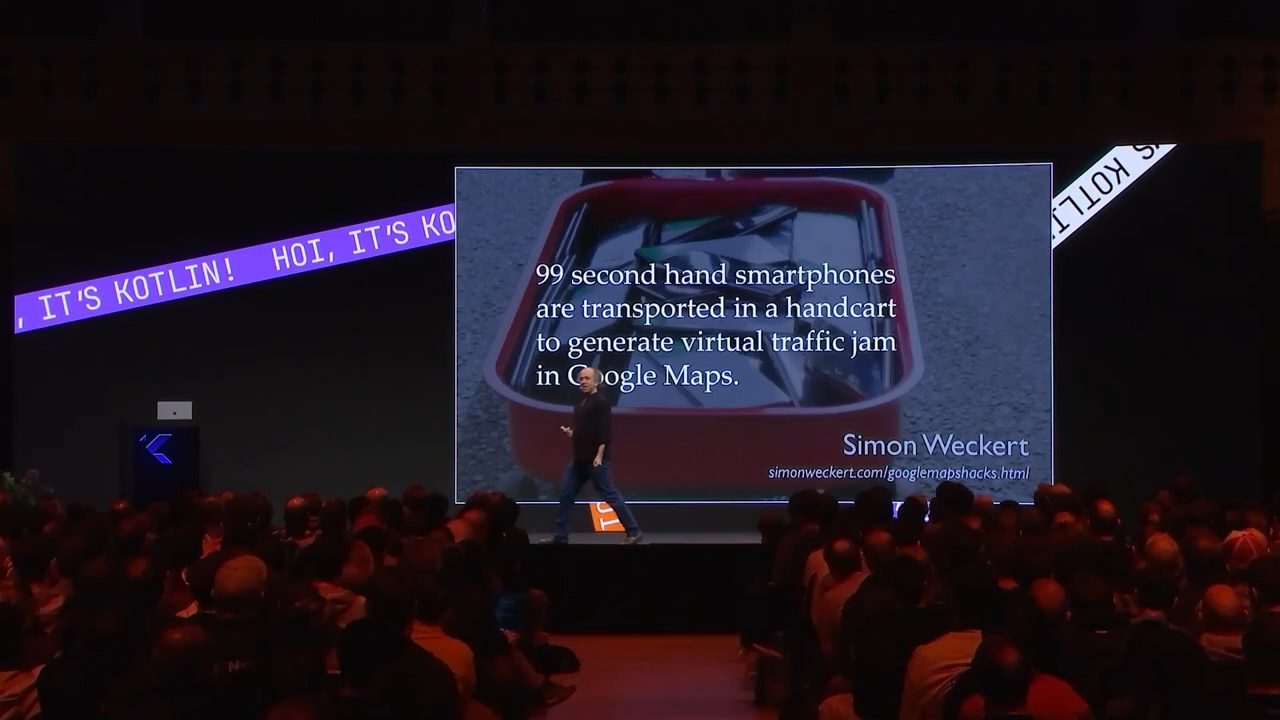 , IT'S KOTLIN! HOI, IT'S KO
'S KOTLI
99 second hand smartphones
are transported in a handcart
to generate virtual traffic jam
in Google Maps.
Simon Weckert
simonweckert.com/googlemapshacks.html